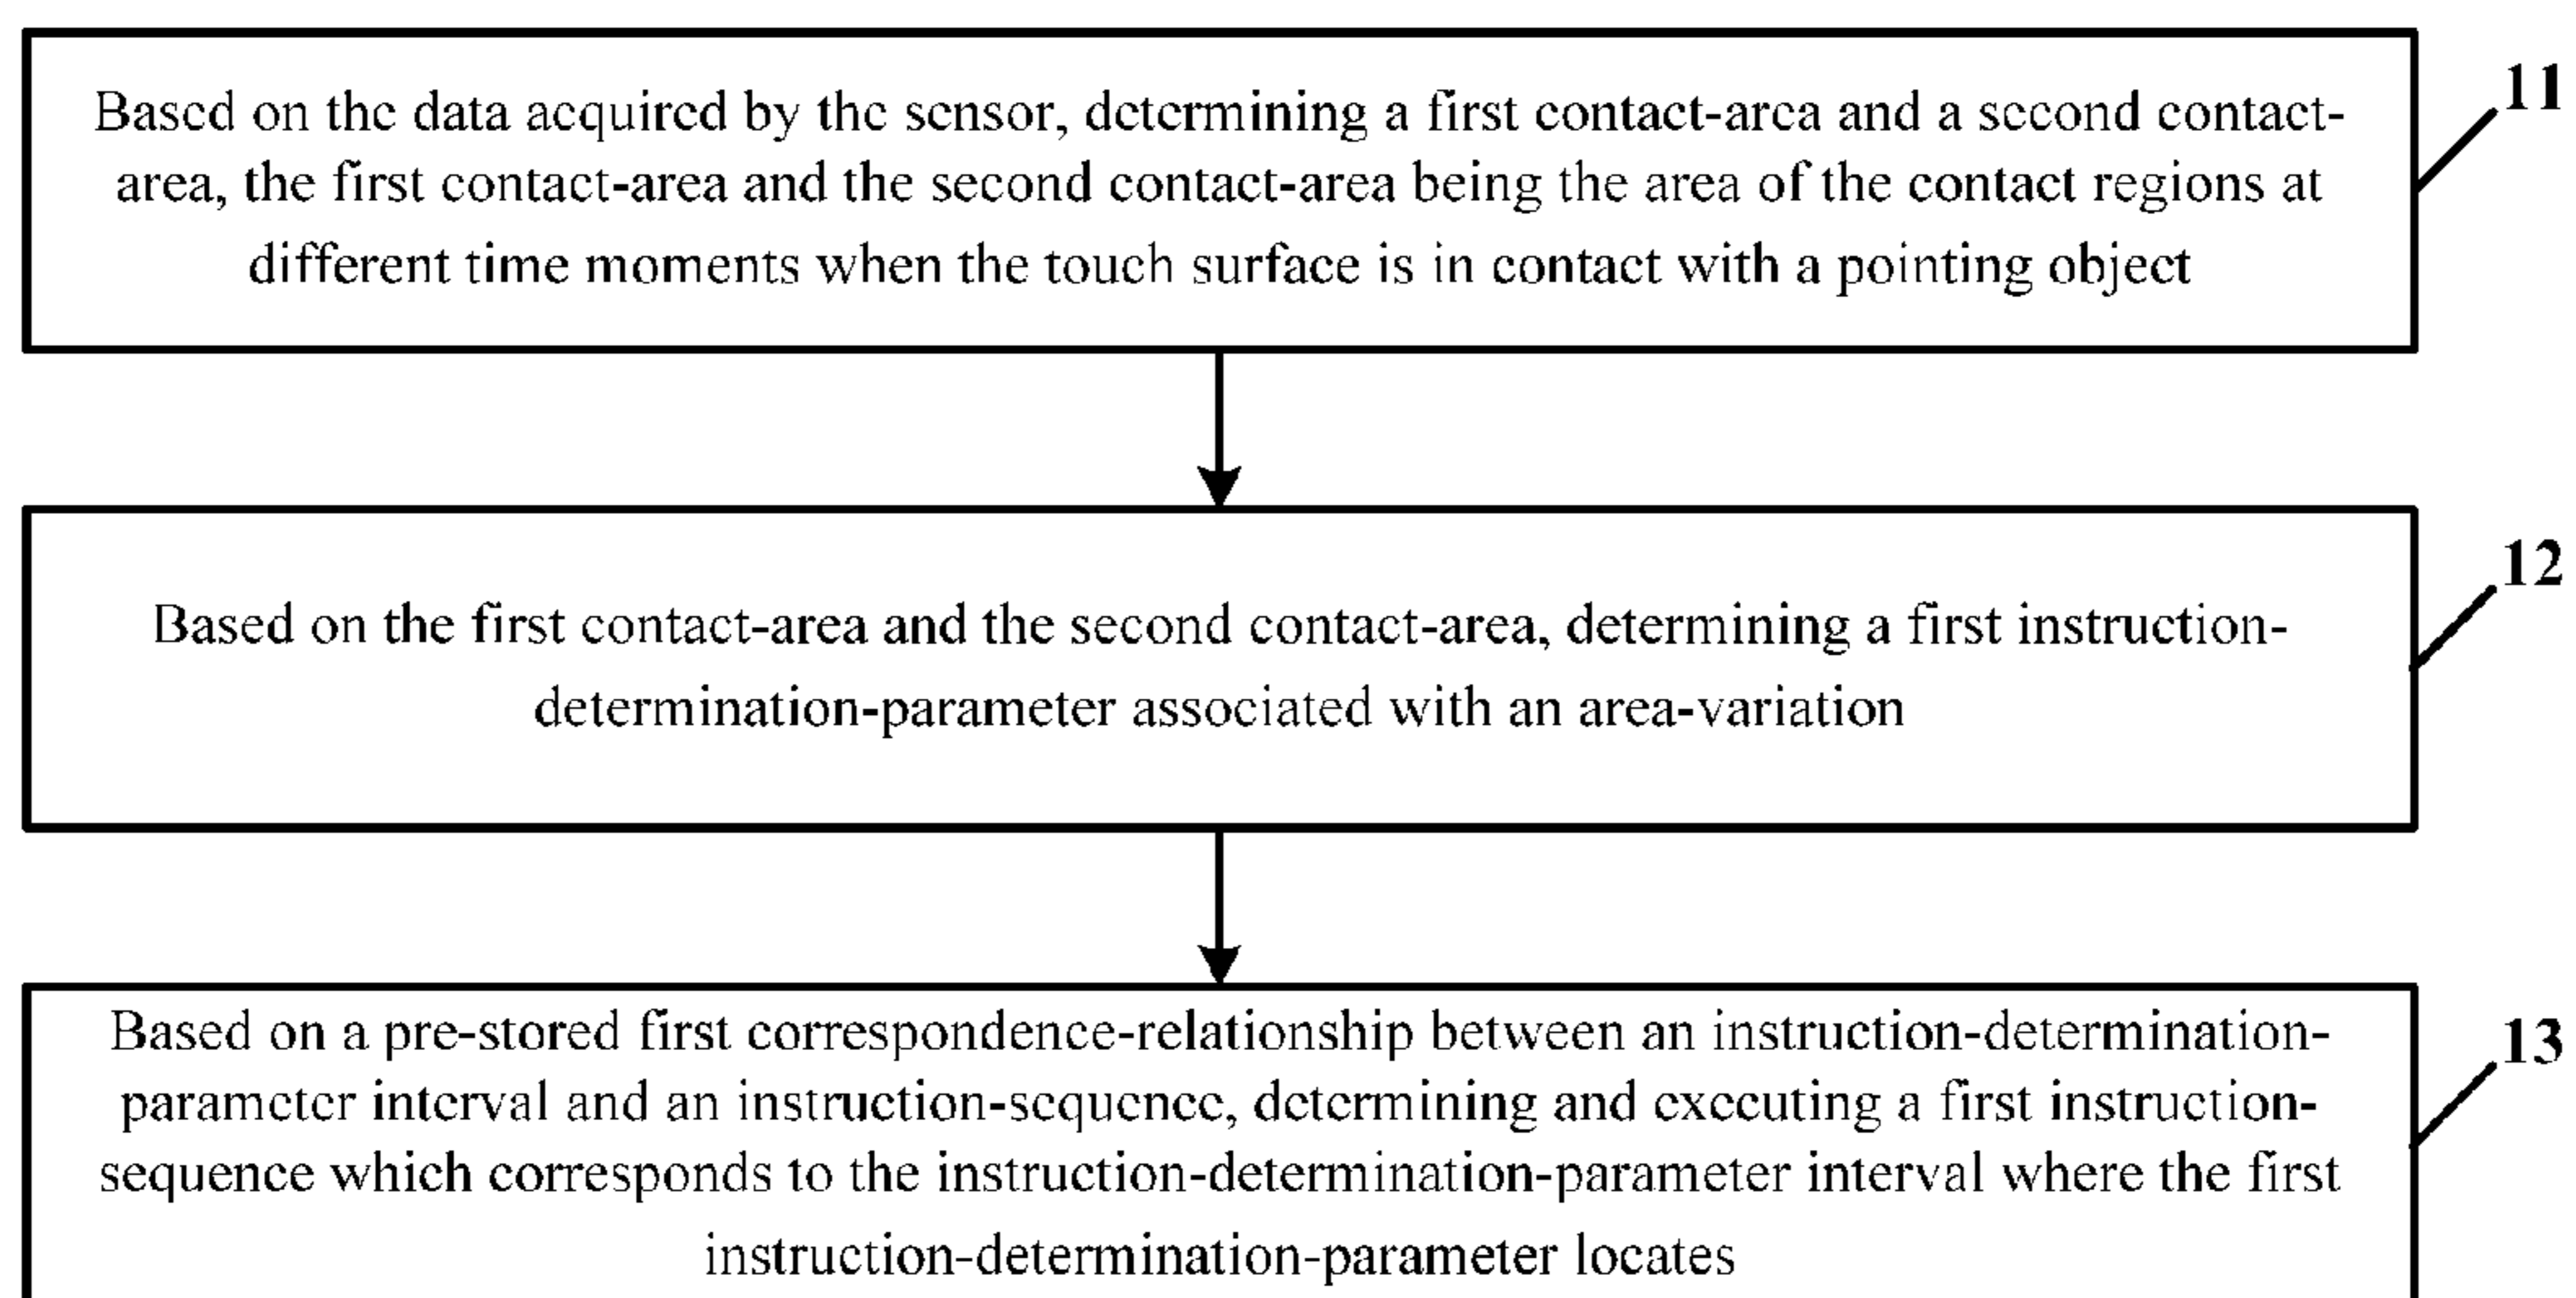 Based on the data acquired by the sensor, determining a first contact-area and a second contact-
11
area, the first contact-area and the second contact-area being the area of the contact regions at
different time moments when the touch surface is in contact with a pointing object
12
Based on the first contact-area and the second contact-area, determining a first instruction-
determination-parameter associated with an area-variation
13
Based on a pre-stored first correspondence-relationship between an instruction-determination-
parameter interval and an instruction-sequence, determining and executing a first instruction-
sequence which corresponds to the instruction-determination-parameter interval where the first
instruction-determination-parameter locates